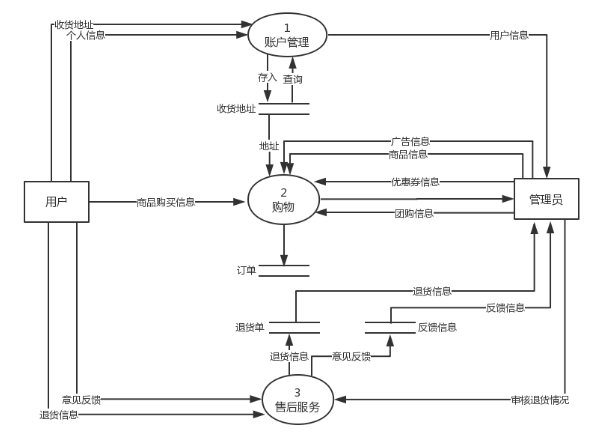 收货地址
个人信息
1
账户管理
用户信息
存入
查询
收货地址
地址
广告信息
商品信息
优惠券信息
用户
商品购买信息
2
购物
管理员
团购信息
订单
退货信息
反馈信息
退货单
反馈信息
退货信息
意见反馈
3
售后服务
意见反馈
退货信息
审核退货情况